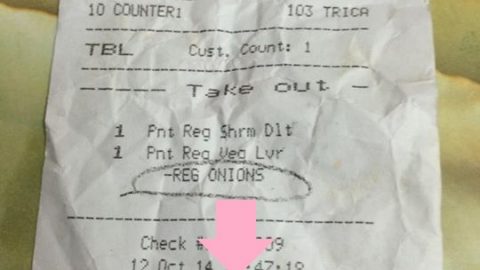 10 COUNTER1 103 TRICA
TBL Cust. Count: 1
Take out
1 Pnt Reg Shrm Dlt
1 Pnt Reg Veg Lvr
-REG ONIONS
Check
12 Oct 14